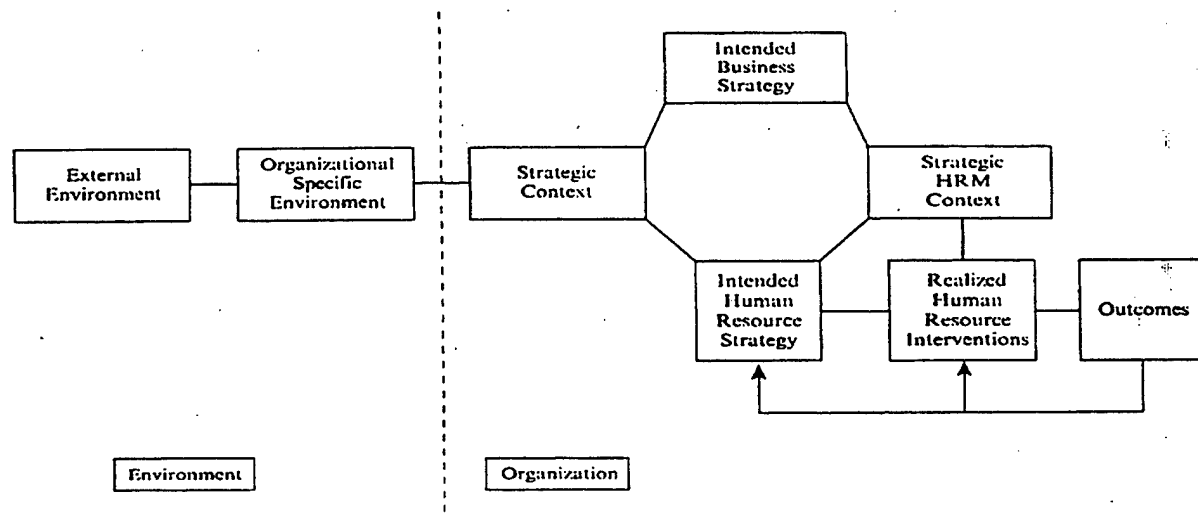 Intended
Business
Strategy
External
Environment
Organizational
Specific
Environment
Strategic
Context
Strategic
HRM
Context
Intended
Human
Resource
Strategy
Realized
Human
Resource
Interventions
Outcomes
Environment
Organization